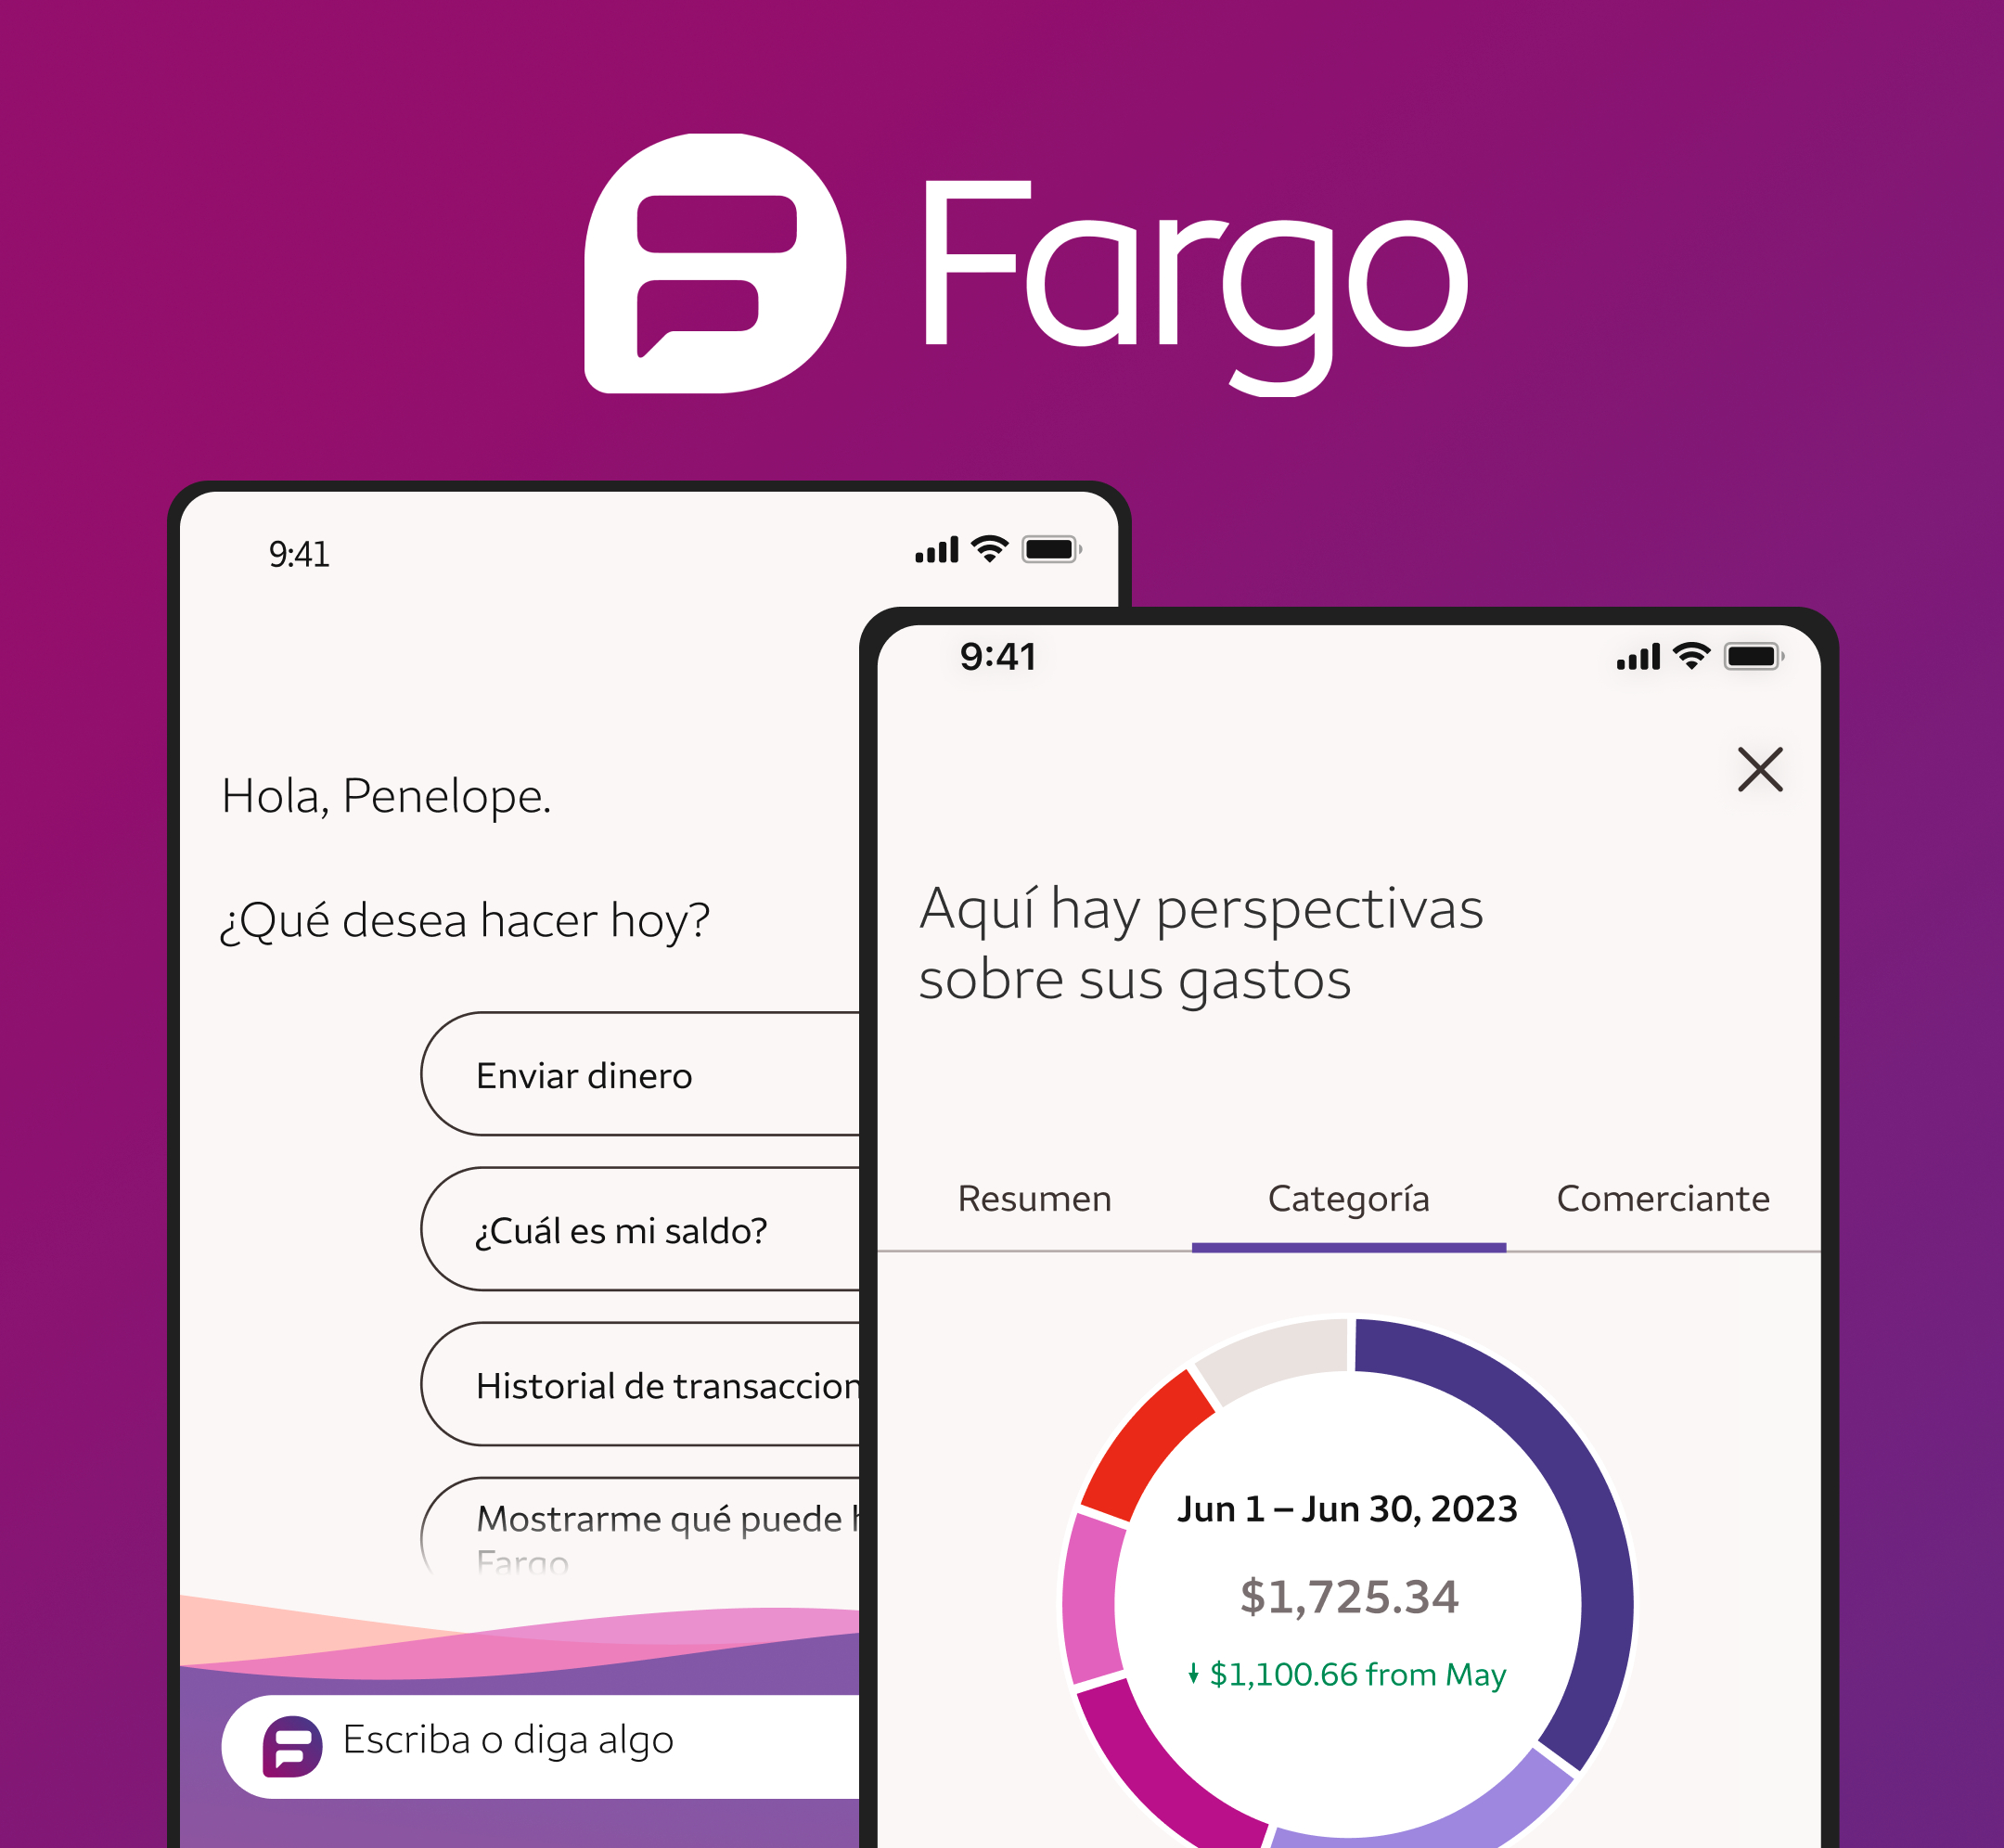 Fargo
9:41
Hola, Penelope.
¿Qué desea hacer hoy?
Enviar dinero
¿Cuál es mi saldo?
Historial de transaccion
Mostrarme qué puede
Fargo
Escriba o diga algo
9:41
Aquí hay perspectivas
sobre sus gastos
Resumen
Categoría
Comerciante
Jun 1 – Jun 30, 2023
$1,725.34
$1,100.66 from May